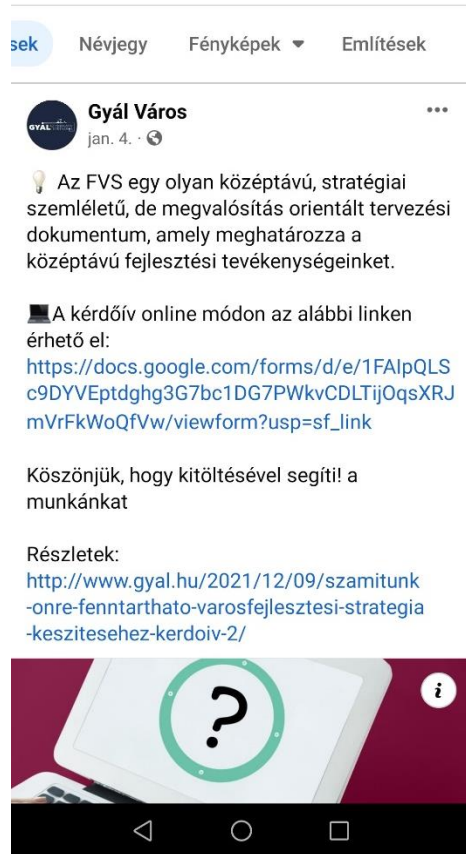 sek Névjegy Fényképek Említések
GYÁL
Gyál Város
jan. 4.
Az FVS egy olyan középtávú, stratégiai
szemléletű, de megvalósítás orientált tervezési
dokumentum, amely meghatározza a
középtávú fejlesztési tevékenységeinket.
A kérdőív online módon az alábbi linken
érhető el:
https://docs.google.com/forms/d/e/1FAIpQLS
c9DYVEptdghg3G7bc1DG7PWkvCDLTijOqsXRJ
mVrFkWoQfVw/viewform?usp=sf_link
Köszönjük, hogy kitöltésével segíti! a
munkánkat
Részletek:
http://www.gyal.hu/2021/12/09/szamitunk
-onre-fenntarthato-varosfejlesztesi-strategia
-keszitesehez-kerdoiv-2/
?
i